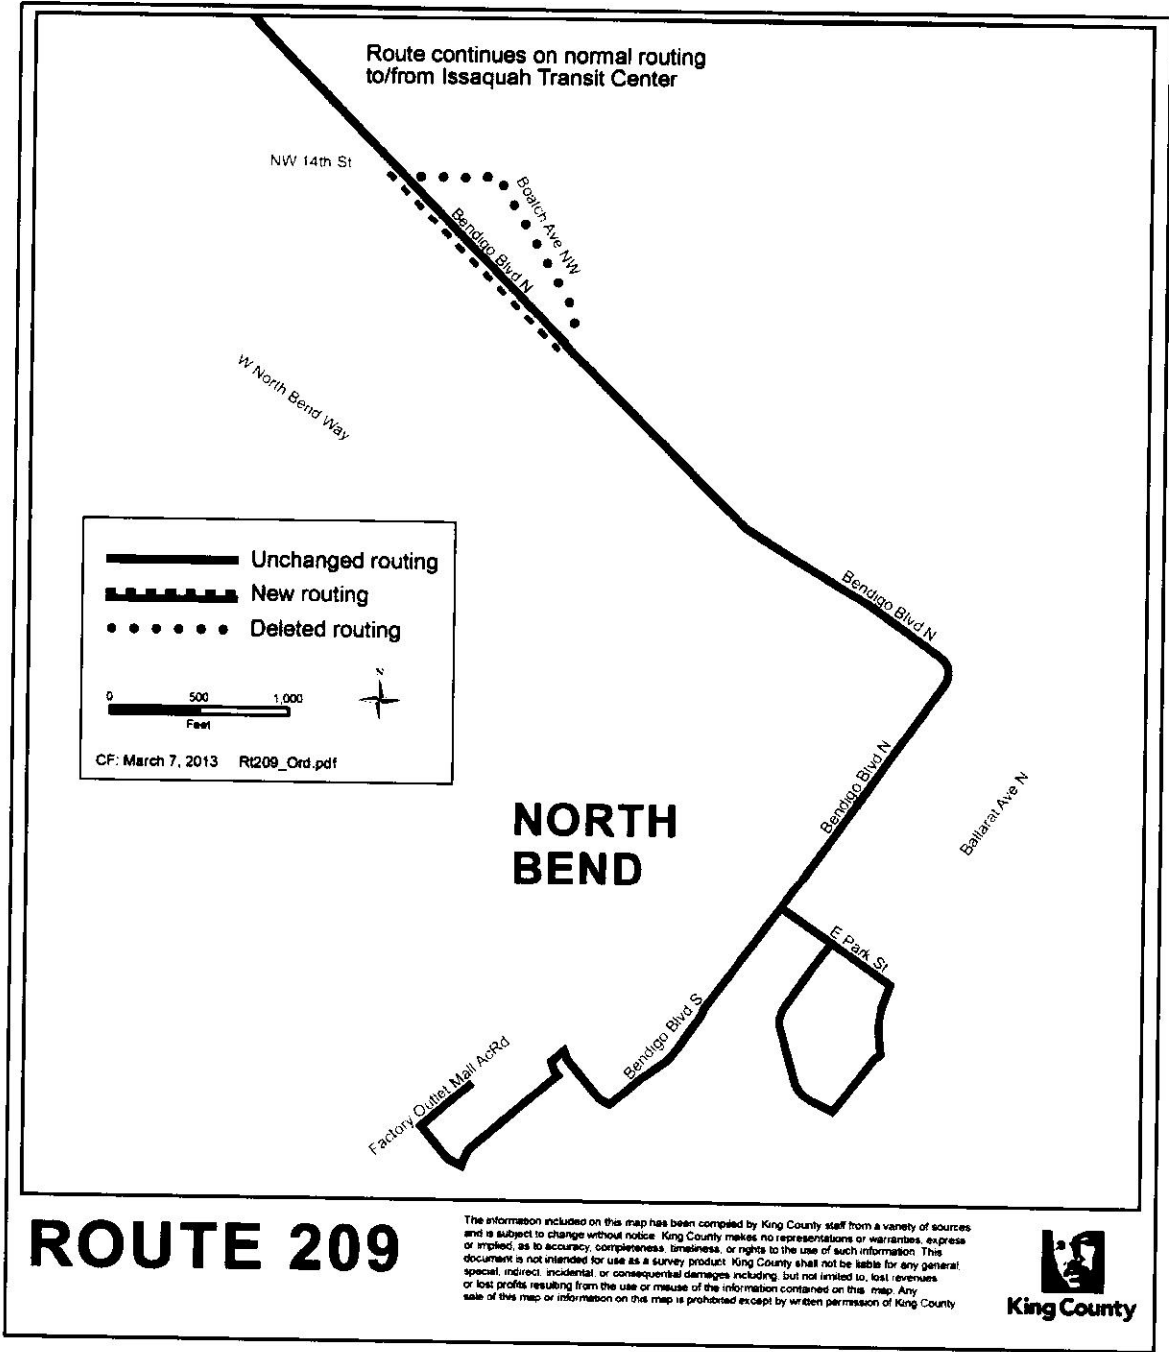 Route continues on normal routing
to/from Issaquah Transit Center
NW 14th St
Boalch Ave NW
Bendigo Blvd N
W North Bend Way
Unchanged routing
New routing
Deleted routing
0 500 1,000
Feet
N
CF: March 7, 2013 Rt209_Ord.pdf
Bendigo Blvd N
Bendigo Blvd N
Ballarat Ave N
NORTH
BEND
E Park St
Bendigo Blvd S
Factory Outlet Mall AcRd
ROUTE 209
The information included on this map has been compiled by King County staff from a variety of sources
and is subject to change without notice. King County makes no representations or warranties, express
or implied, as to accuracy, completeness, timeliness, or rights to the use of such information. This
document is not intended for use as a survey product. King County shall not be liable for any general,
special, indirect, incidental, or consequential damages including, but not limited to, lost revenues
or lost profits resulting from the use or misuse of the information contained on this map. Any
sale of this map or information on this map is prohibited except by written permission of King County
King County